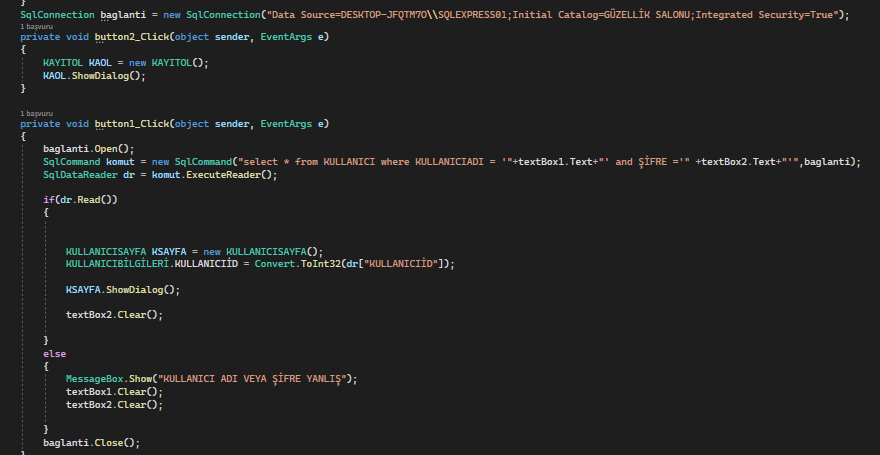 }
SqlConnection baglanti = new SqlConnection("Data Source=DESKTOP-JFQTM7O\\SQLEXPRESS01;Initial Catalog=GÜZELLİK SALONU;Integrated Security=True");
1 başvuru
private void button2_Click(object sender, EventArgs e)
{
KAYITOL KAOL = new KAYITOL();
KAOL.ShowDialog();
}
1 başvuru
private void button1_Click(object sender, EventArgs e)
{
baglanti.Open();
SqlCommand komut = new SqlCommand("select * from KULLANICI where KULLANICIADI = '"+textBox1.Text+"' and ŞİFRE ='" +textBox2.Text+"'",baglanti);
SqlDataReader dr = komut.ExecuteReader();
if(dr.Read())
{
KULLANICISAYFA KSAYFA = new KULLANICISAYFA();
KULLANICIBİLGİLERİ.KULLANICIİD = Convert.ToInt32(dr["KULLANICIİD"]);
KSAYFA.ShowDialog();
textBox2.Clear();
}
else
{
MessageBox.Show("KULLANICI ADI VEYA ŞİFRE YANLIŞ");
textBox1.Clear();
textBox2.Clear();
}
baglanti.Close();
}